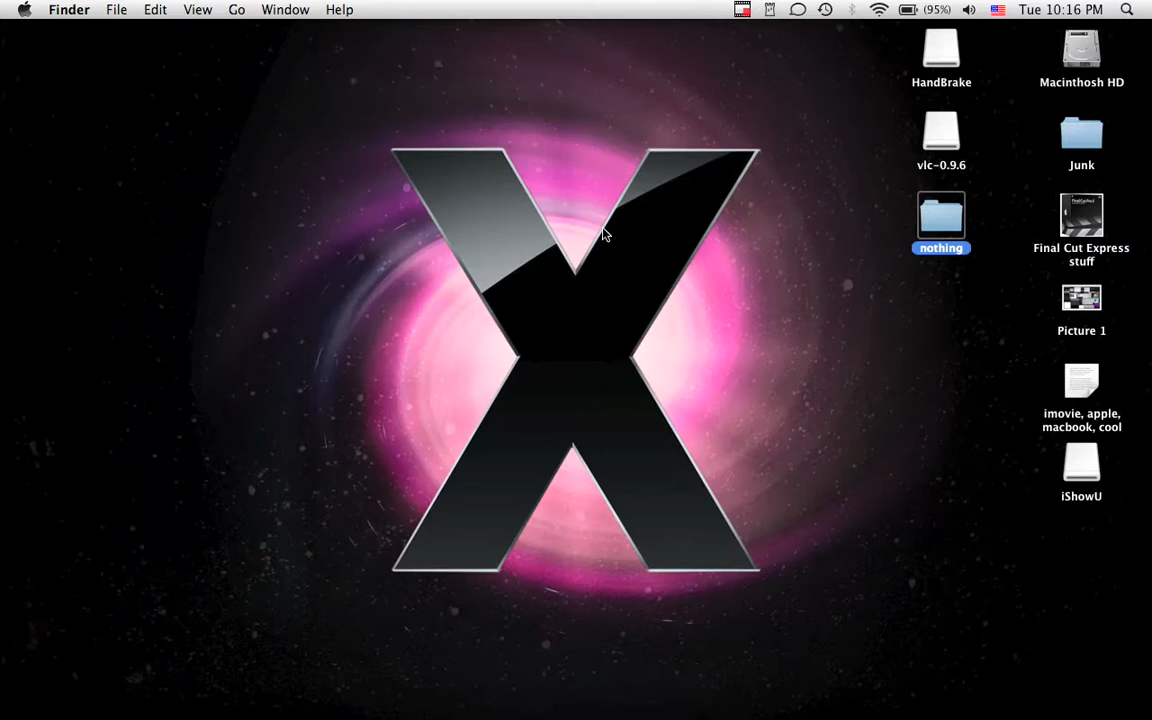 Finder File Edit View Go Window Help (95%) Tue 10:16 PM
HandBrake
Macinthosh HD
vlc-0.9.6
Junk
nothing
Final Cut Express
stuff
Picture 1
imovie, apple,
macbook, cool
iShowU
X